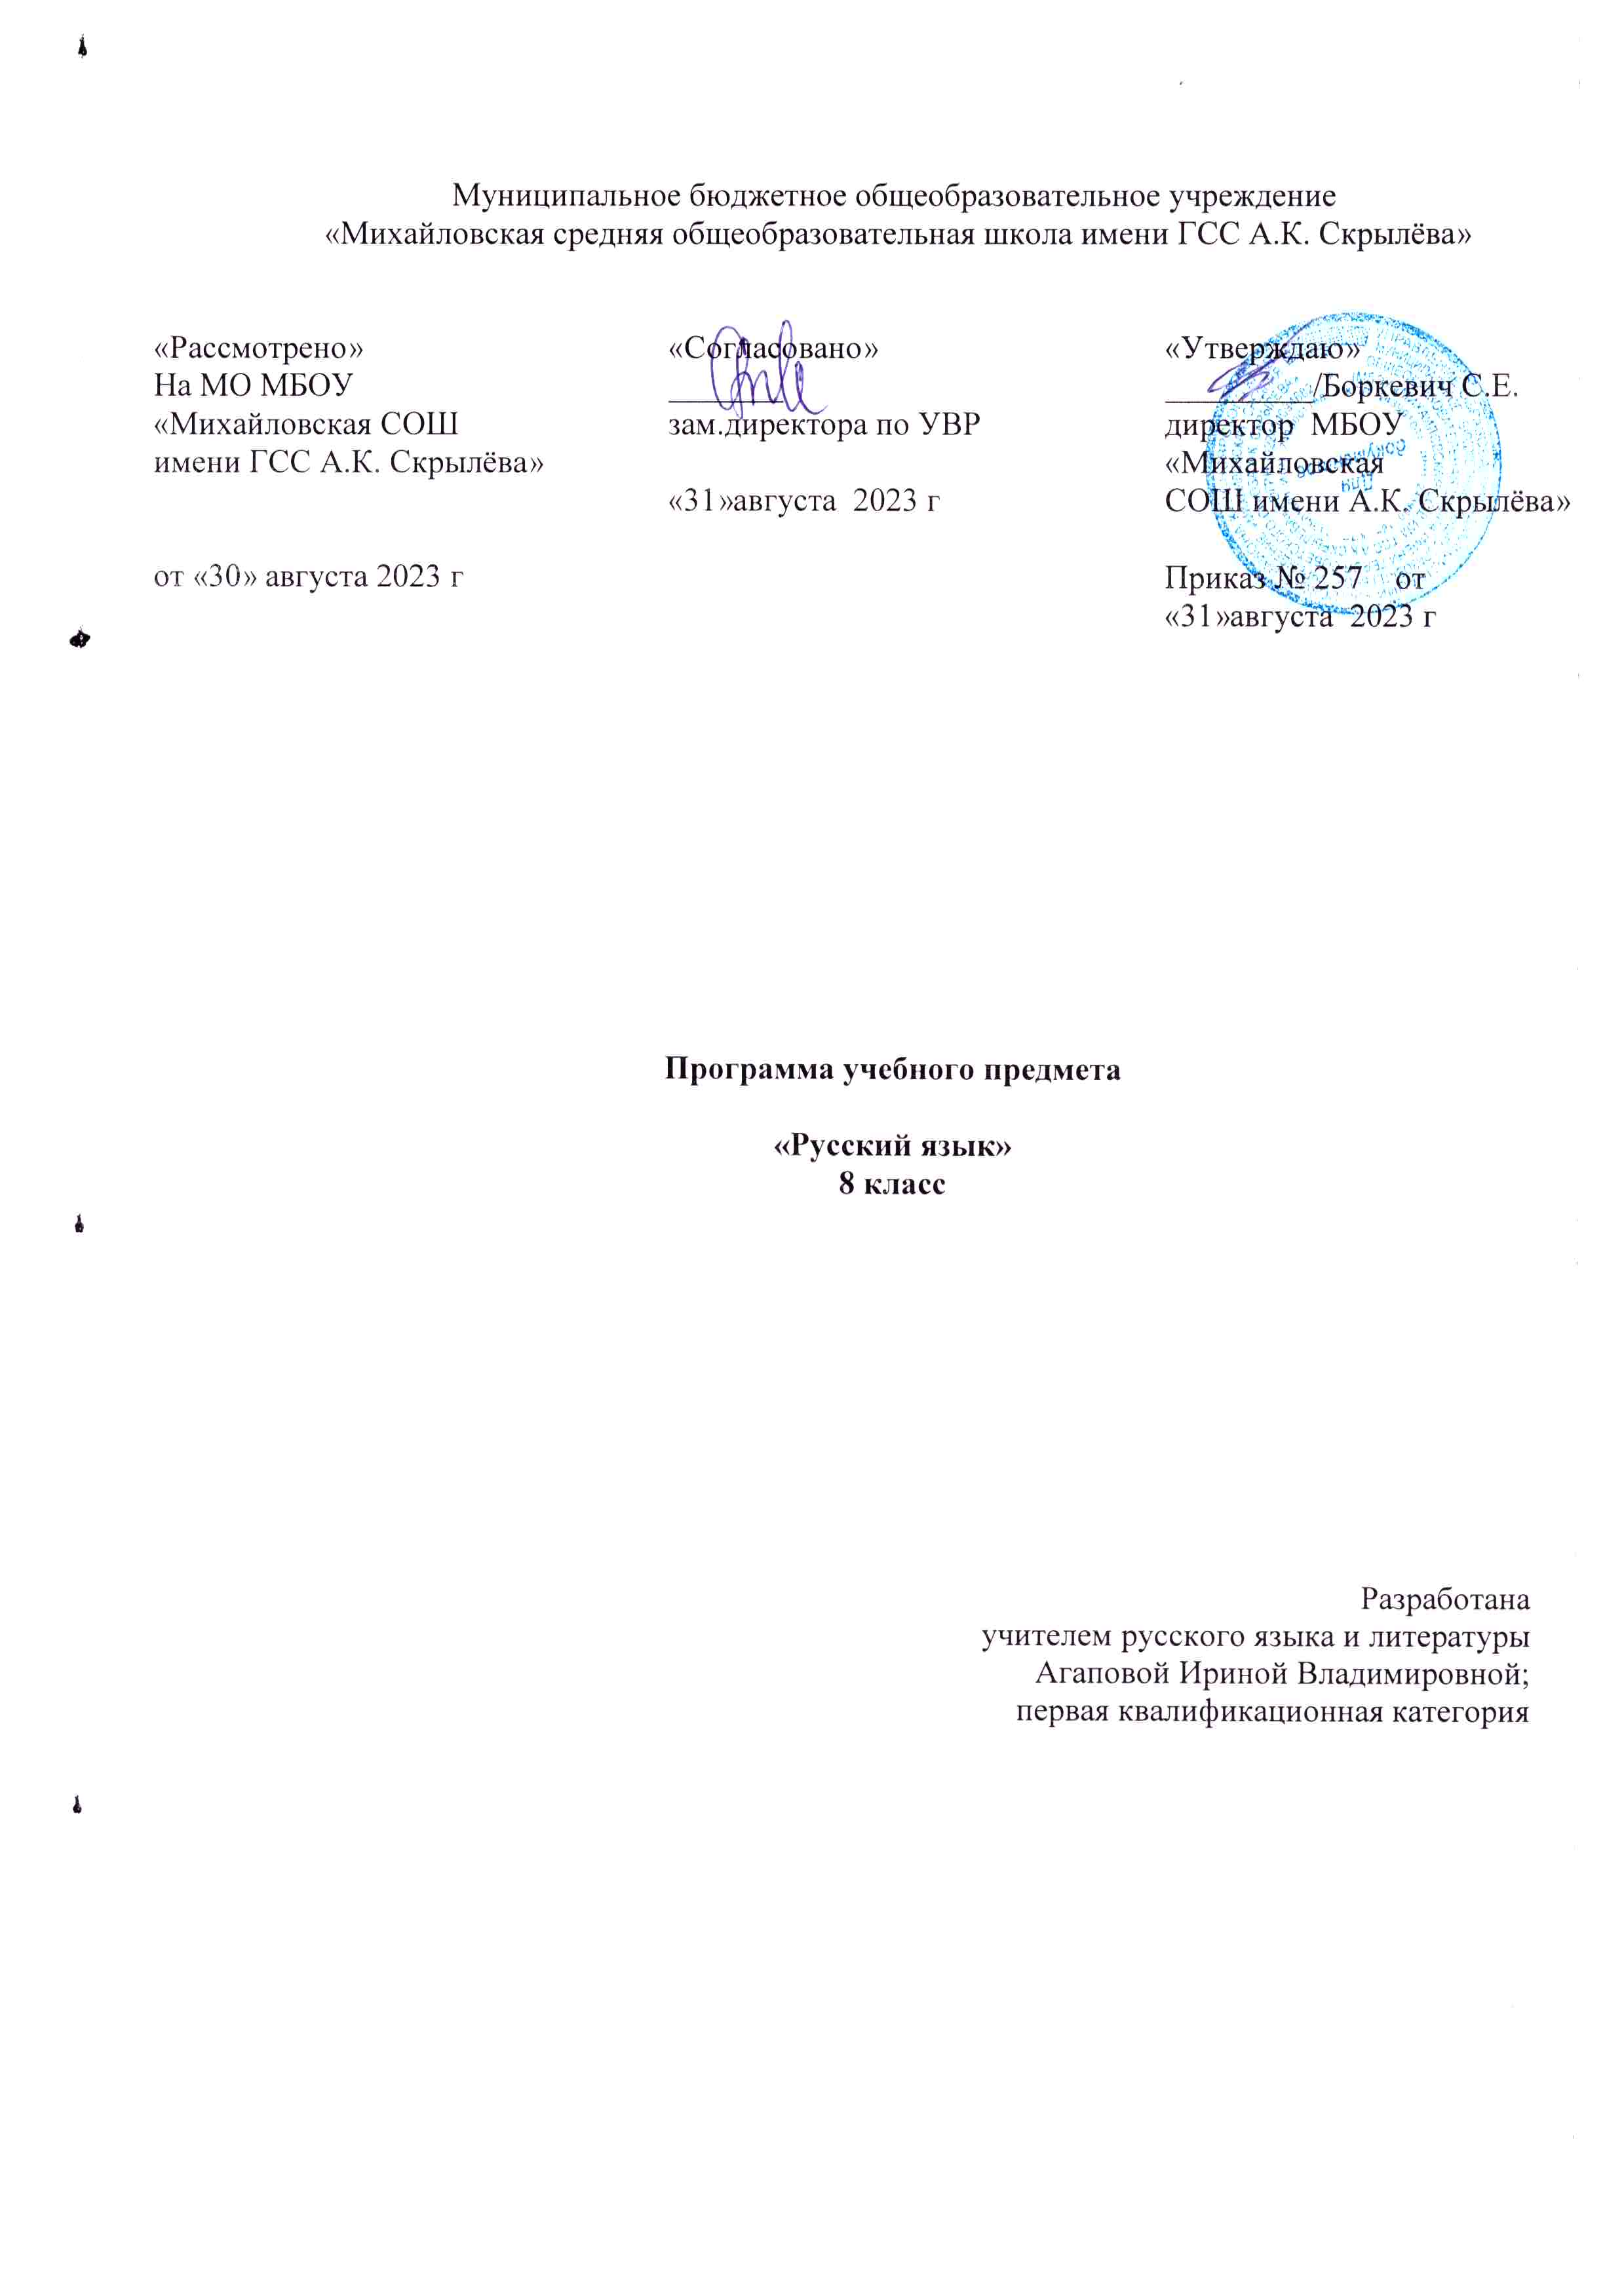 Муниципальное бюджетное общеобразовательное учреждение
«Михайловская средняя общеобразовательная школа имени ГСС А.К. Скрылёва»
«Рассмотрено»
На МО МБОУ
«Михайловская СОШ
имени ГСС А.К. Скрылёва»
от «30» августа 2023 г
«Согласовано»
зам.директора по УВР
«31»августа 2023 г
«Утверждаю»
__________/Боркевич С.Е.
директор МБОУ
«Михайловская
СОШ имени А.К. Скрылёва»
Приказ № 257 от
«31»августа 2023 г
Программа учебного предмета
«Русский язык»
8 класс
Разработана
учителем русского языка и литературы
Агаповой Ириной Владимировной;
первая квалификационная категория